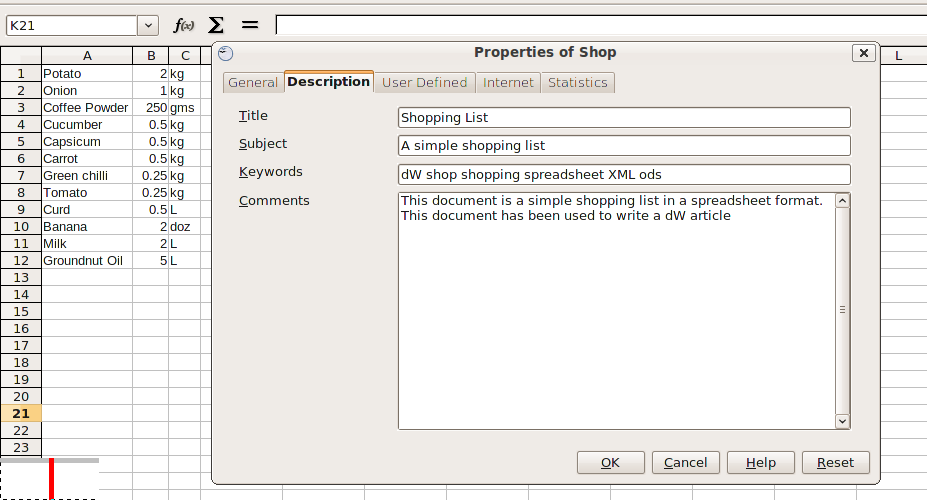 K21
f(x) Σ =
A B C L
Properties of Shop
General Description User Defined Internet Statistics
Title Shopping List
Subject A simple shopping list
Keywords dW shop shopping spreadsheet XML ods
Comments This document is a simple shopping list in a spreadsheet format.
This document has been used to write a dW article
OK Cancel Help Reset
1 Potato 2 kg
2 Onion 1 kg
3 Coffee Powder 250 gms
4 Cucumber 0.5 kg
5 Capsicum 0.5 kg
6 Carrot 0.5 kg
7 Green chilli 0.25 kg
8 Tomato 0.25 kg
9 Curd 0.5 L
10 Banana 2 doz
11 Milk 2 L
12 Groundnut Oil 5 L
13
14
15
16
17
18
19
20
21
22
23